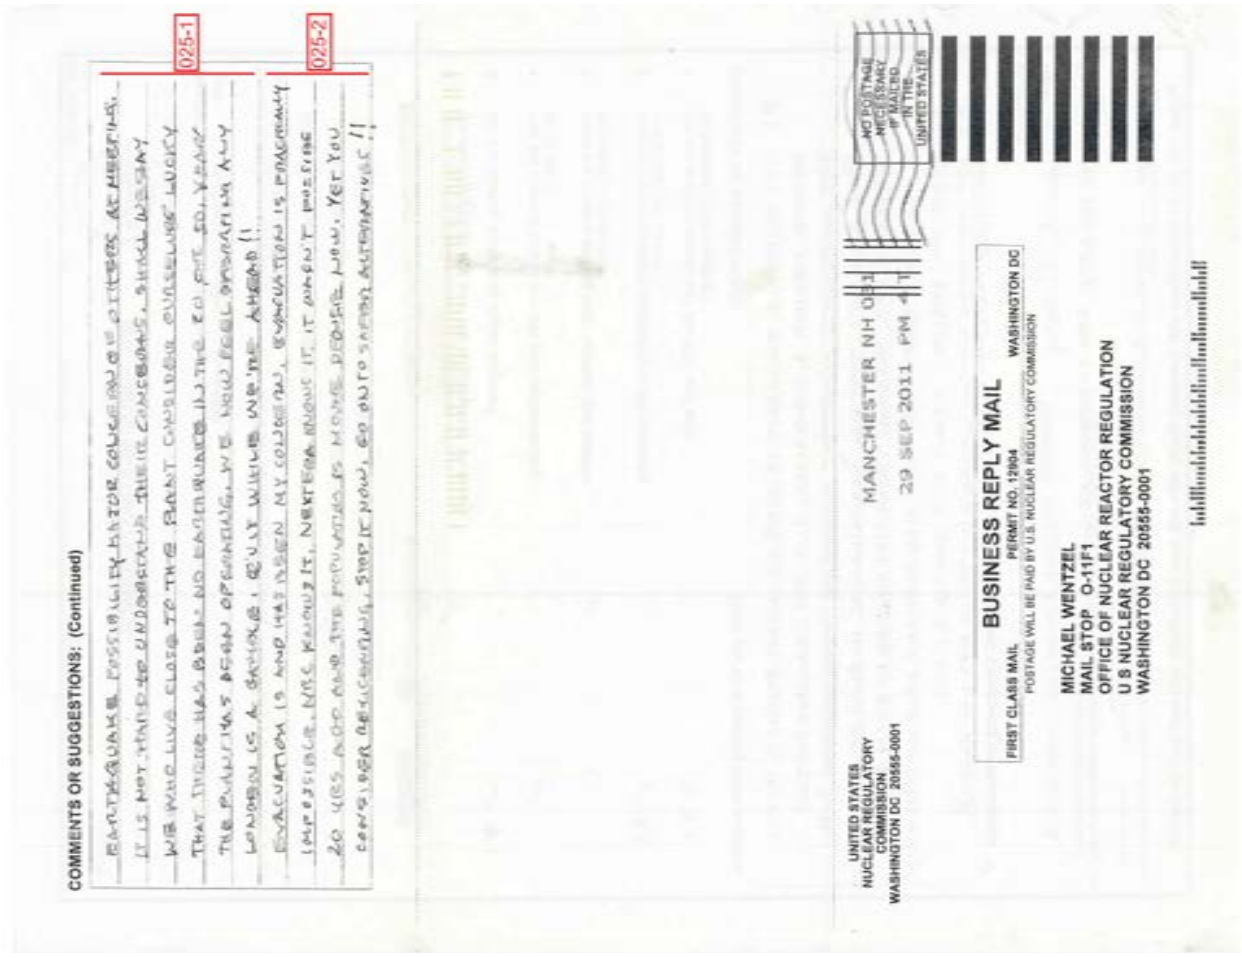 COMMENTS OR SUGGESTIONS: (Continued)
EARTHQUAKE POSSIBILITY MAJOR CONCERN OF OTHERS AT MEETING.
IT IS NOT HARD TO UNDERSTAND THEIR CONCERNS. SHALL WE SAY
WE WHO LIVE CLOSE TO THE PLANT CONSIDER OURSELVES LUCKY
THAT THERE HAS BEEN NO EARTHQUAKE IN THE 20 OR SO, YEARS
THE PLANT HAS BEEN OPERATING. WE NOW FEEL OPERATING ANY
LONGER IS A GAMBLE; QUIT WHILE WE'RE AHEAD!!
EVACUATION IS AND HAS BEEN MY CONCERN, EVACUATION IS
IMPOSSIBLE. NRC KNOWS IT. NEXTERA KNOWS IT, IT WASN'T POSSIBLE
20 YRS AGO AND THE POPULATION IS MORE DENSE NOW. YET YOU
CONSIDER RELICENSING. STOP IT NOW, GO ON TO SAFER ALTERNATIVES!!
025-1
025-2
UNITED STATES
NUCLEAR REGULATORY
COMMISSION
WASHINGTON DC 20555-0001
MANCHESTER NH 031
29 SEP 2011 PM 4 T
NO POSTAGE
NECESSARY
IF MAILED
IN THE
UNITED STATES
BUSINESS REPLY MAIL
FIRST CLASS MAIL PERMIT NO. 12904 WASHINGTON DC
POSTAGE WILL BE PAID BY U.S. NUCLEAR REGULATORY COMMISSION
MICHAEL WENTZEL
MAIL STOP O-11F1
OFFICE OF NUCLEAR REACTOR REGULATION
U S NUCLEAR REGULATORY COMMISSION
WASHINGTON DC 20555-0001